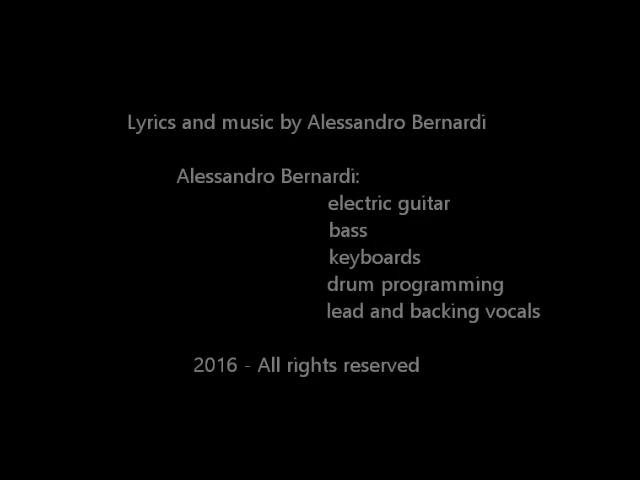 Lyrics and music by Alessandro Bernardi
Alessandro Bernardi:
electric guitar
bass
keyboards
drum programming
lead and backing vocals
2016 - All rights reserved